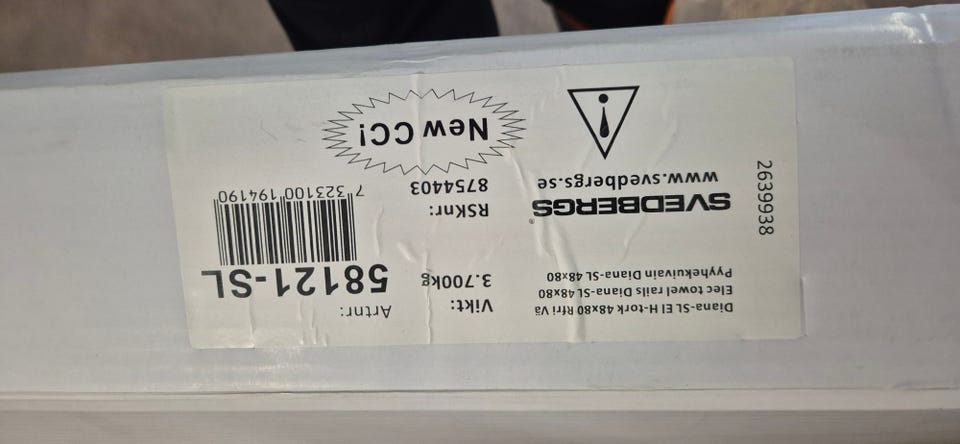 Diana-SL El H-tork 48x80 Rfri Vä
Elec towel rails Diana-SL 48x80
Pyyhekuivain Diana-SL 48x80
Vikt:
3.700kg
Artnr:
58121-SL
SVEDBERGS®
www.svedbergs.se
RSKnr:
8754403
7 323100 194190
New CC!
2639938